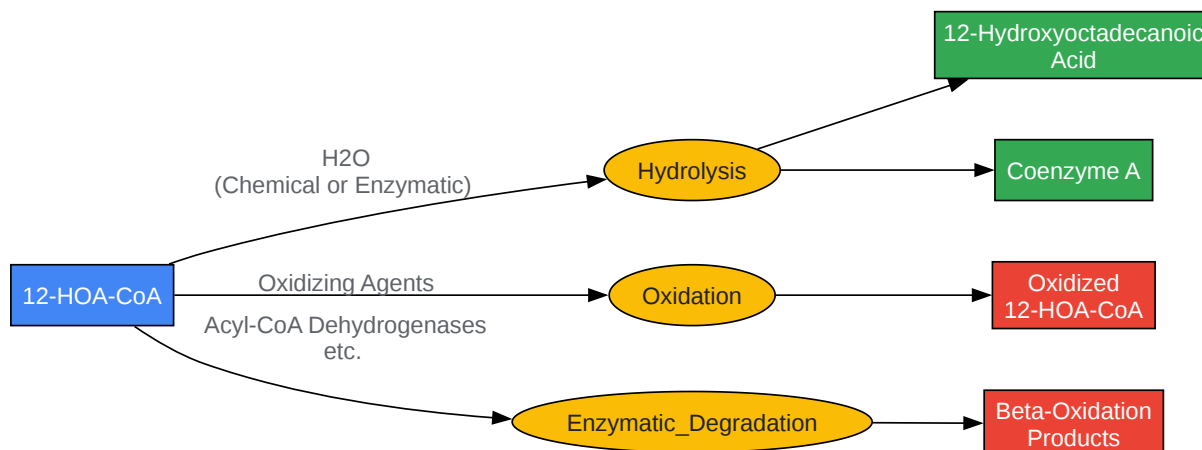 12-Hydroxyoctadecanoic
Acid
H2O
(Chemical or Enzymatic)
Hydrolysis
Coenzyme A
12-HOA-CoA
Oxidizing Agents
Oxidation
Oxidized
12-HOA-CoA
Acyl-CoA Dehydrogenases
etc.
Enzymatic_Degradation
Beta-Oxidation
Products